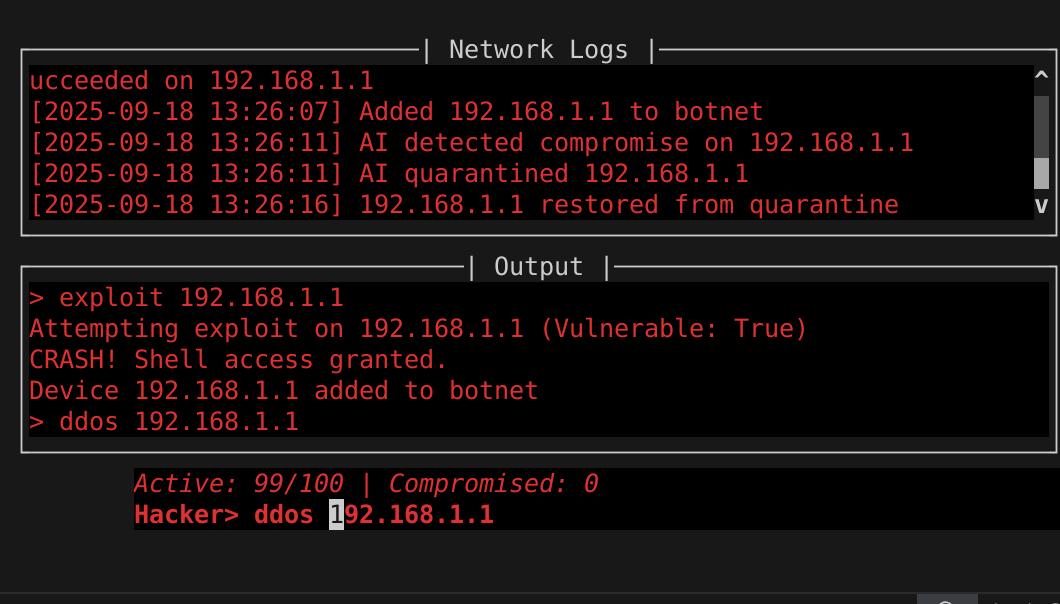 Network Logs
ucceeded on 192.168.1.1
[2025-09-18 13:26:07] Added 192.168.1.1 to botnet
[2025-09-18 13:26:11] AI detected compromise on 192.168.1.1
[2025-09-18 13:26:11] AI quarantined 192.168.1.1
[2025-09-18 13:26:16] 192.168.1.1 restored from quarantine
Output
> exploit 192.168.1.1
Attempting exploit on 192.168.1.1 (Vulnerable: True)
CRASH! Shell access granted.
Device 192.168.1.1 added to botnet
> ddos 192.168.1.1
Active: 99/100 | Compromised: 0
Hacker> ddos 192.168.1.1